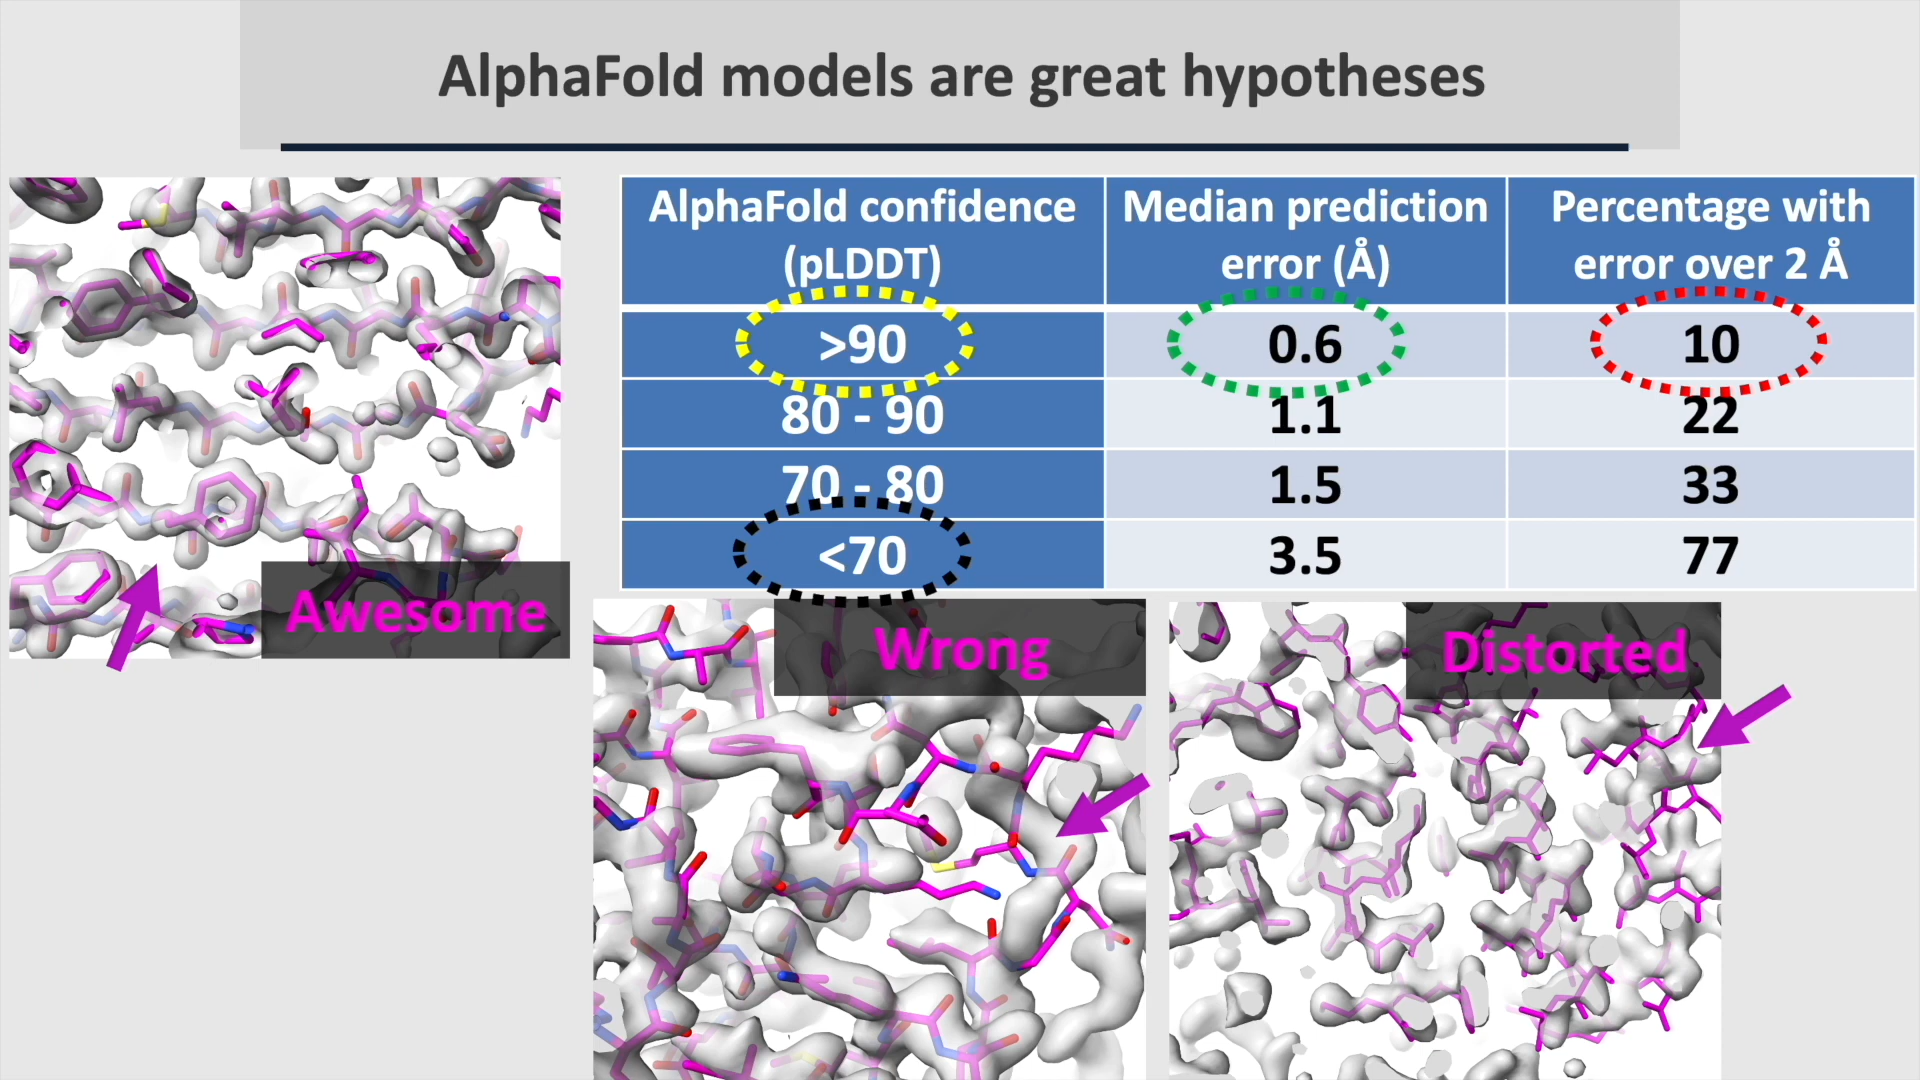 AlphaFold models are great hypotheses
AlphaFold confidence (pLDDT)
Median prediction error (Å)
Percentage with error over 2 Å
>90 0.6 10
80 - 90 1.1 22
70 - 80 1.5 33
<70 3.5 77
Awesome
Wrong
Distorted